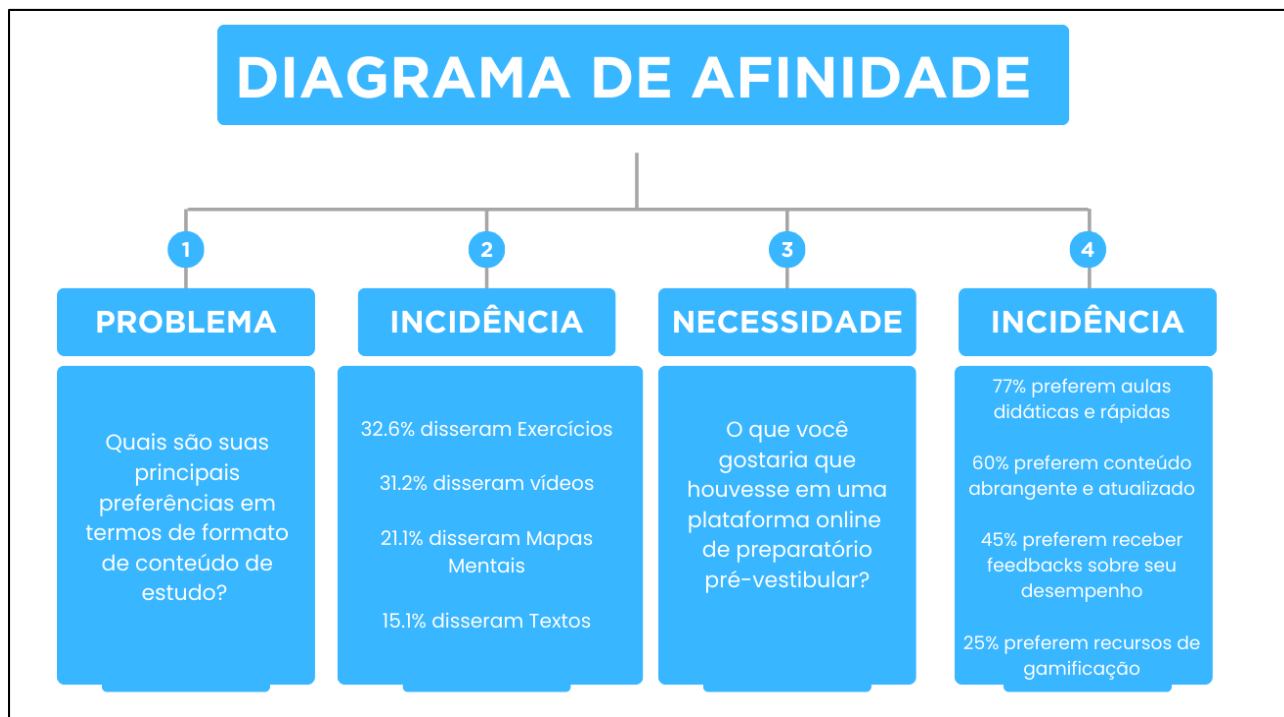 DIAGRAMA DE AFINIDADE
1
PROBLEMA
Quais são suas
principais
preferências em
termos de formato
de conteúdo de
estudo?
2
INCIDÊNCIA
32.6% disseram Exercícios
31.2% disseram vídeos
21.1% disseram Mapas
Mentais
15.1% disseram Textos
3
NECESSIDADE
O que você
gostaria que
houvesse em uma
plataforma online
de preparatório
pré-vestibular?
4
INCIDÊNCIA
77% preferem aulas
didáticas e rápidas
60% preferem conteúdo
abrangente e atualizado
45% preferem receber
feedbacks sobre seu
desempenho
25% preferem recursos de
gamificação